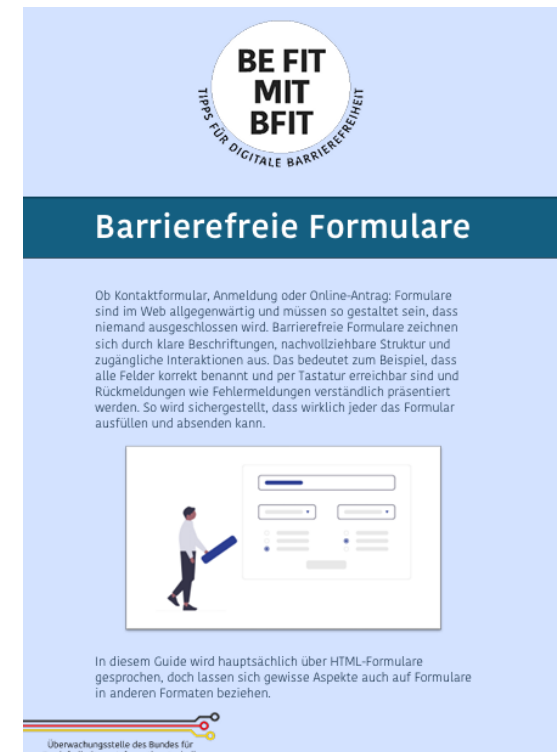 BE FIT
MIT
BFIT
TIPPS FÜR DIGITALE BARRIEREFREIHEIT
Barrierefreie Formulare
Ob Kontaktformular, Anmeldung oder Online-Antrag: Formulare
sind im Web allgegenwärtig und müssen so gestaltet sein, dass
niemand ausgeschlossen wird. Barrierefreie Formulare zeichnen
sich durch klare Beschriftungen, nachvollziehbare Struktur und
zugängliche Interaktionen aus. Das bedeutet zum Beispiel, dass
alle Felder korrekt benannt und per Tastatur erreichbar sind und
Rückmeldungen wie Fehlermeldungen verständlich präsentiert
werden. So wird sichergestellt, dass wirklich jeder das Formular
ausfüllen und absenden kann.
In diesem Guide wird hauptsächlich über HTML-Formulare
gesprochen, doch lassen sich gewisse Aspekte auch auf Formulare
in anderen Formaten beziehen.
Überwachungsstelle des Bundes für